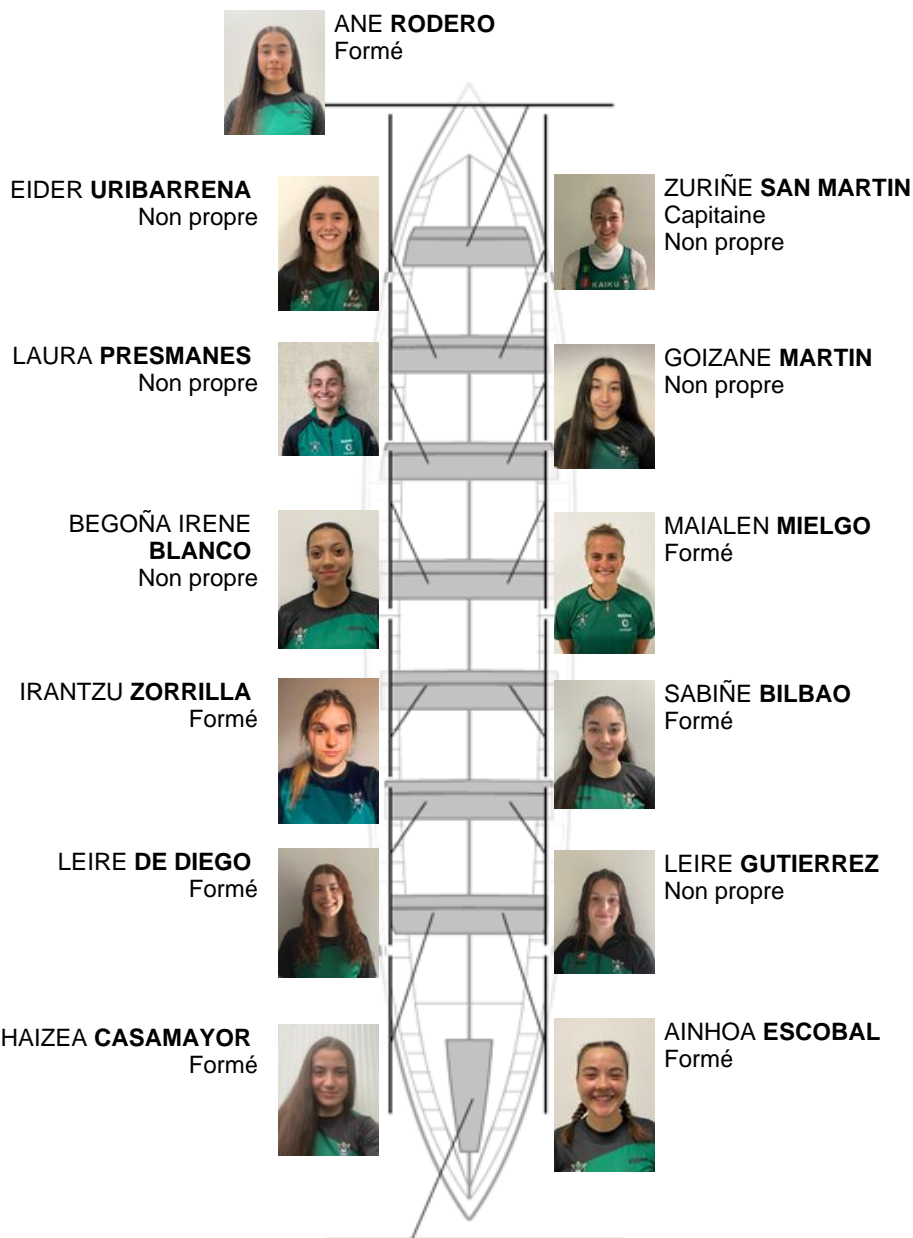 ANE RODERO
Formé
EIDER URIBARRENA
Non propre
ZURIÑE SAN MARTIN
Capitaine
Non propre
LAURA PRESMANES
Non propre
GOIZANE MARTIN
Non propre
BEGOÑA IRENE
BLANCO
Non propre
MAIALEN MIELGO
Formé
IRANTZU ZORRILLA
Formé
SABIÑE BILBAO
Formé
LEIRE DE DIEGO
Formé
LEIRE GUTIERREZ
Non propre
HAIZEA CASAMAYOR
Formé
AINHOA ESCOBAL
Formé
KAIKU